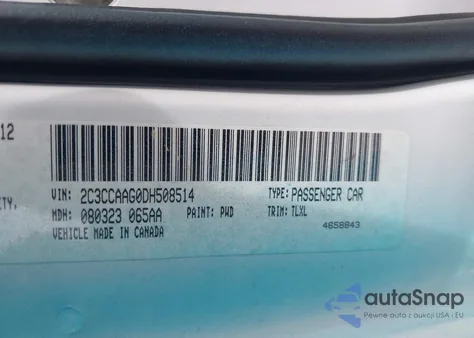 12
VIN: 2C3CCAAG0DH508514
TYPE: PASSENGER CAR
ETY,
MDH: 080323 065AA
PAINT: PWD
TRIM: TLXL
VEHICLE MADE IN CANADA
4658843
autoSnap
Pewne auta z aukcji USA i EU